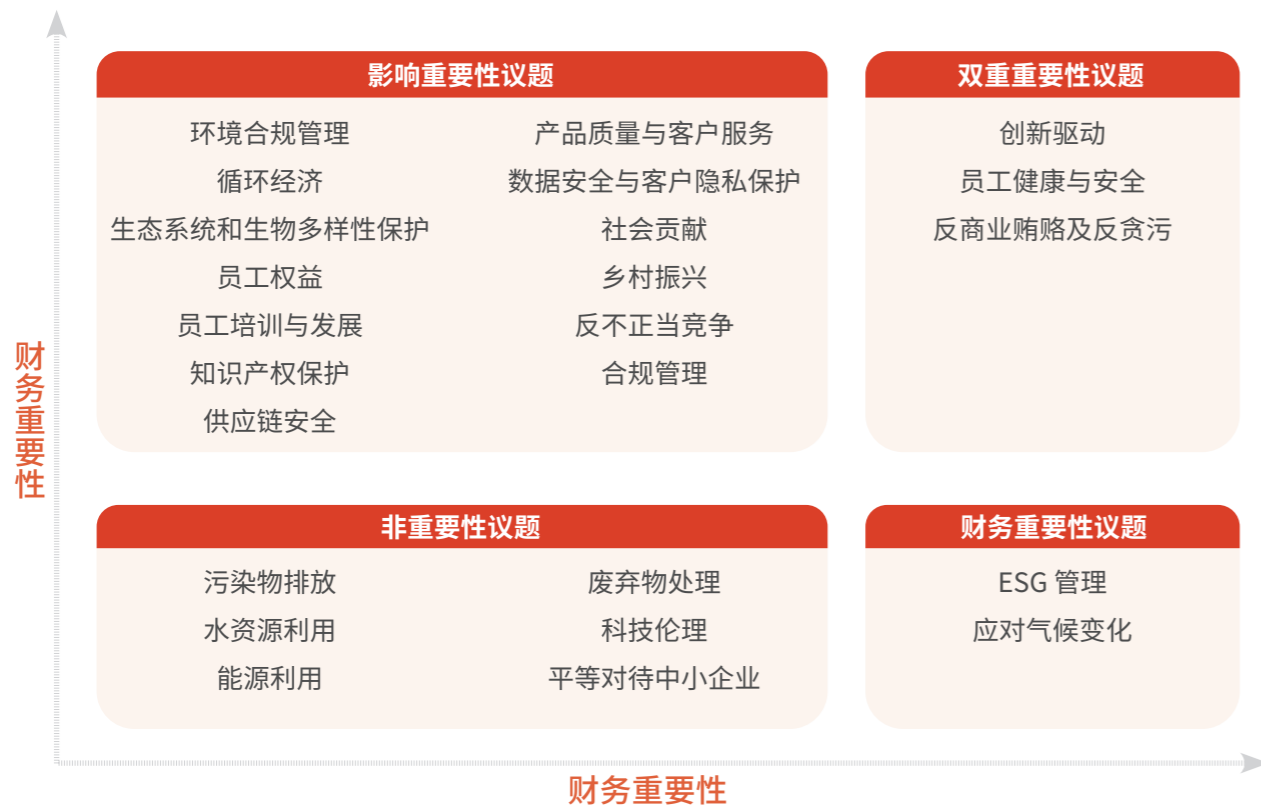 财务重要性
影响重要性议题
环境合规管理
循环经济
生态系统和生物多样性保护
员工权益
员工培训与发展
知识产权保护
供应链安全
产品质量与客户服务
数据安全与客户隐私保护
社会贡献
乡村振兴
反不正当竞争
合规管理
双重重要性议题
创新驱动
员工健康与安全
反商业贿赂及反贪污
非重要性议题
污染物排放
水资源利用
能源利用
废弃物处理
科技伦理
平等对待中小企业
财务重要性议题
ESG 管理
应对气候变化
财务重要性